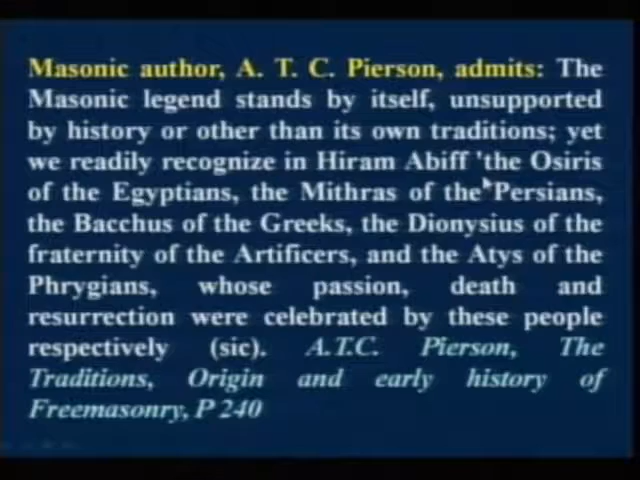 Masonic author, A. T. C. Pierson, admits: The
Masonic legend stands by itself, unsupported
by history or other than its own traditions; yet
we readily recognize in Hiram Abiff 'the Osiris
of the Egyptians, the Mithras of the Persians,
the Bacchus of the Greeks, the Dionysius of the
fraternity of the Artificers, and the Atys of the
Phrygians, whose passion, death and
resurrection were celebrated by these people
respectively (sic). A.T.C. Pierson, The
Traditions, Origin and early history of
Freemasonry, P 240